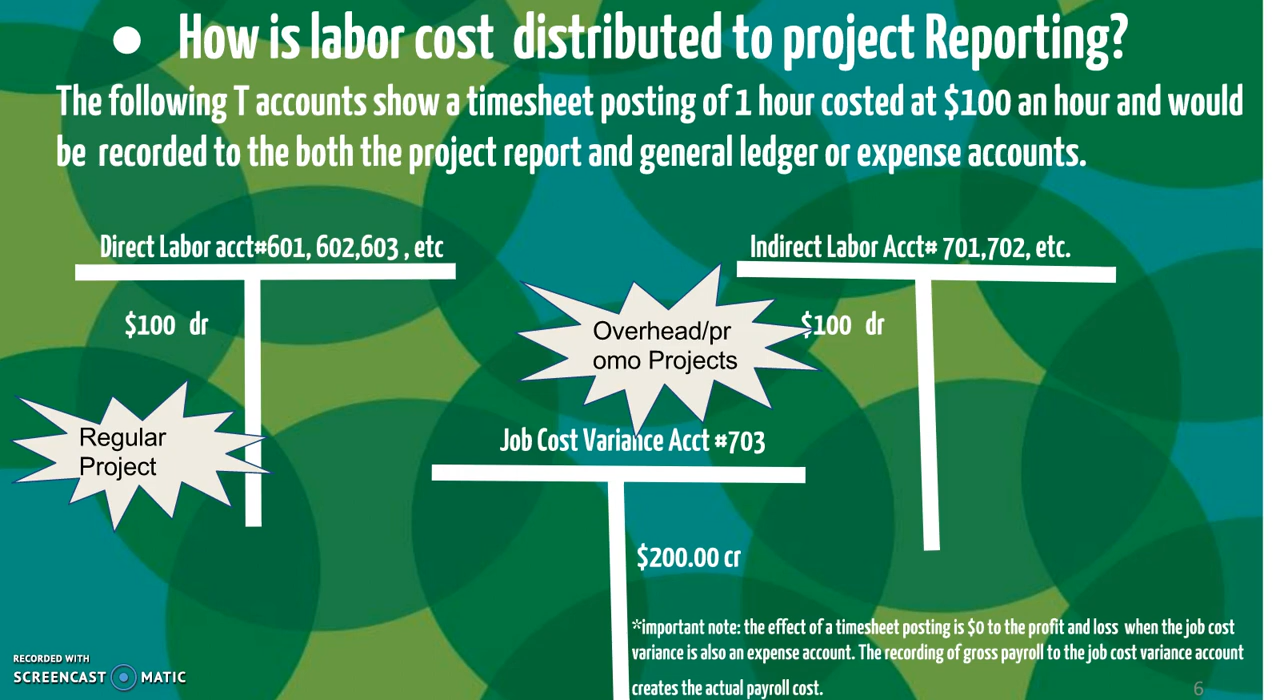 ● How is labor cost distributed to project Reporting?
The following T accounts show a timesheet posting of 1 hour costed at $100 an hour and would
be recorded to the both the project report and general ledger or expense accounts.
Direct Labor acct#601, 602,603 , etc
Indirect Labor Acct# 701,702, etc.
$100 dr
Overhead/pr
omo Projects
$100 dr
Regular
Project
Job Cost Variance Acct #703
$200.00 cr
*important note: the effect of a timesheet posting is $0 to the profit and loss when the job cost
variance is also an expense account. The recording of gross payroll to the job cost variance account
creates the actual payroll cost.
RECORDED WITH
SCREENCAST MATIC
6